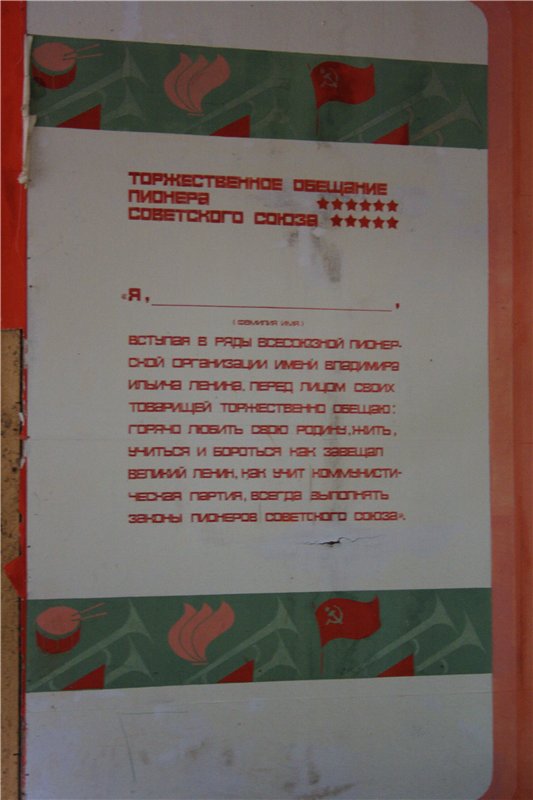 ТОРЖЕСТВЕННОЕ ОБЕЩАНИЕ
ПИОНЕРА ★★★★★★
СОВЕТСКОГО СОЮЗА ★★★★★
«Я, ____________________,
(ФАМИЛИЯ ИМЯ)
ВСТУПАЯ В РЯДЫ ВСЕСОЮЗНОЙ ПИОНЕР-
СКОЙ ОРГАНИЗАЦИИ ИМЕНИ ВЛАДИМИРА
ИЛЬИЧА ЛЕНИНА. ПЕРЕД ЛИЦОМ СВОИХ
ТОВАРИЩЕЙ ТОРЖЕСТВЕННО ОБЕЩАЮ:
ГОРЯЧО ЛЮБИТЬ СВОЮ РОДИНУ, ЖИТЬ,
УЧИТЬСЯ И БОРОТЬСЯ КАК ЗАВЕЩАЛ
ВЕЛИКИЙ ЛЕНИН, КАК УЧИТ КОММУНИСТИ-
ЧЕСКАЯ ПАРТИЯ, ВСЕГДА ВЫПОЛНЯТЬ
ЗАКОНЫ ПИОНЕРОВ СОВЕТСКОГО СОЮЗА».